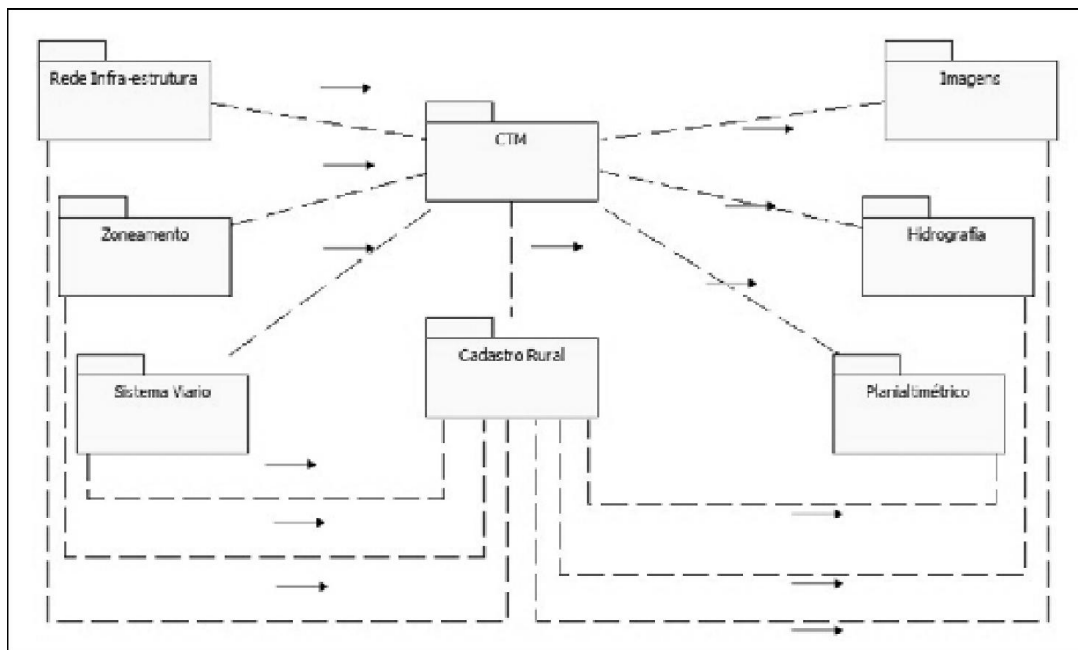 Rede Infra-estrutura
Imagens
CTM
Zoneamento
Hidrografia
Cadastro Rural
Sistema Viario
Planialtimétrico